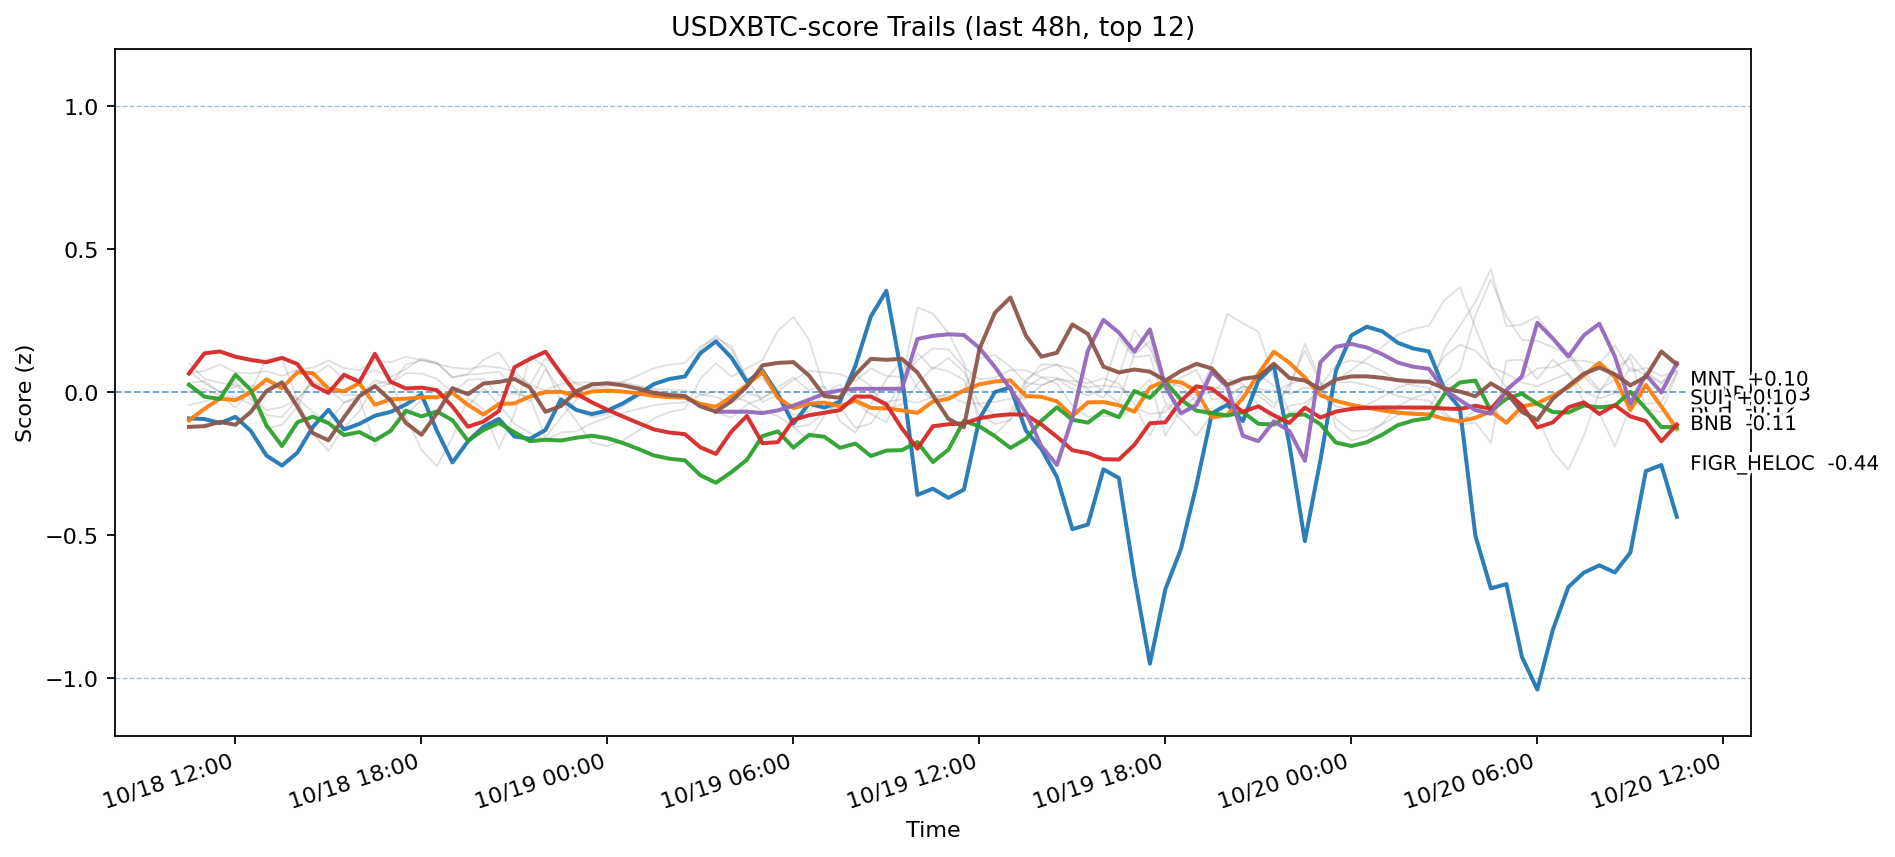 USDXBTC-score Trails (last 48h, top 12)
Score (z)
1.0
0.5
0.0
−0.5
−1.0
MNT +0.10
SUI +0.10
BNB -0.11
FIGR_HELOC -0.44
10/18 12:00
10/18 18:00
10/19 00:00
10/19 06:00
10/19 12:00
10/19 18:00
10/20 00:00
10/20 06:00
10/20 12:00
Time